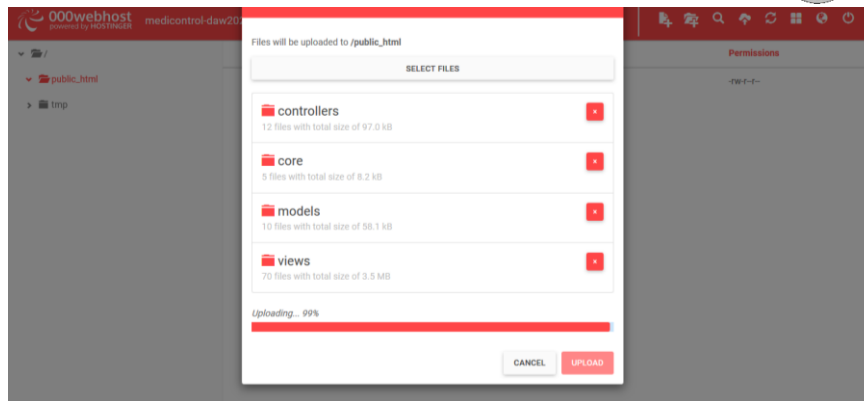 000webhost
powered by HOSTINGER
medicontrol-daw20
Files will be uploaded to /public_html
SELECT FILES
/
public_html
tmp
Permissions
-rw-r--r--
controllers
12 files with total size of 97.0 kB
core
5 files with total size of 8.2 kB
models
10 files with total size of 58.1 kB
views
70 files with total size of 3.5 MB
Uploading... 99%
CANCEL
UPLOAD